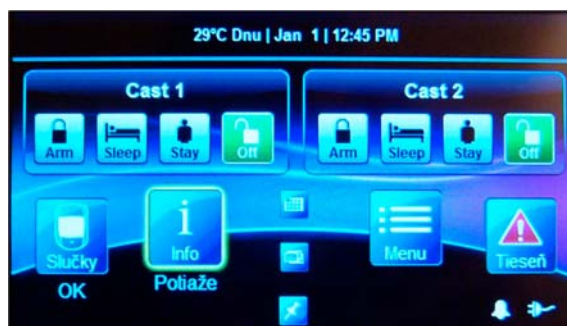 29°C Dnu | Jan 1 | 12:45 PM
Cast 1
Cast 2
Arm Sleep Stay Off
Arm Sleep Stay Off
Slučky
i
Info
Menu
Tieseň
OK
Potiaže